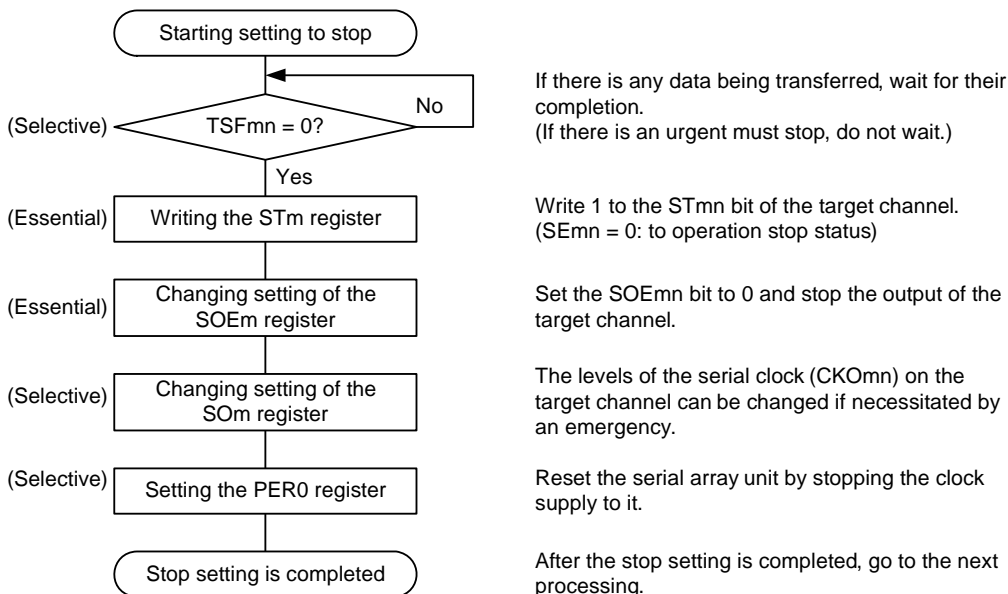 Starting setting to stop
No
If there is any data being transferred, wait for their
completion.
(If there is an urgent must stop, do not wait.)
(Selective)
TSFmn = 0?
Yes
(Essential)
Writing the STm register
Write 1 to the STmn bit of the target channel.
(SEmn = 0: to operation stop status)
(Essential)
Changing setting of the
SOEm register
Set the SOEmn bit to 0 and stop the output of the
target channel.
(Selective)
Changing setting of the
SOm register
The levels of the serial clock (CKOmn) on the
target channel can be changed if necessitated by
an emergency.
(Selective)
Setting the PER0 register
Reset the serial array unit by stopping the clock
supply to it.
Stop setting is completed
After the stop setting is completed, go to the next
processing.